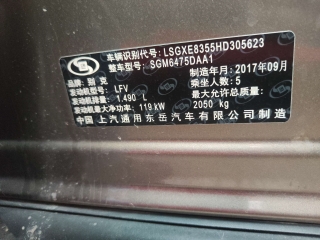 车辆识别代号: LSGXE8355HD305623
整车型号: SGM6475DAA1
品牌: 别克 制造年月: 2017年09月
发动机型号: LFV 乘坐人数: 5
发动机排量: 1.490 L 最大允许总质量:
发动机最大净功率: 119 kW 2050 kg
中国 上汽通用东岳汽车有限公司制造